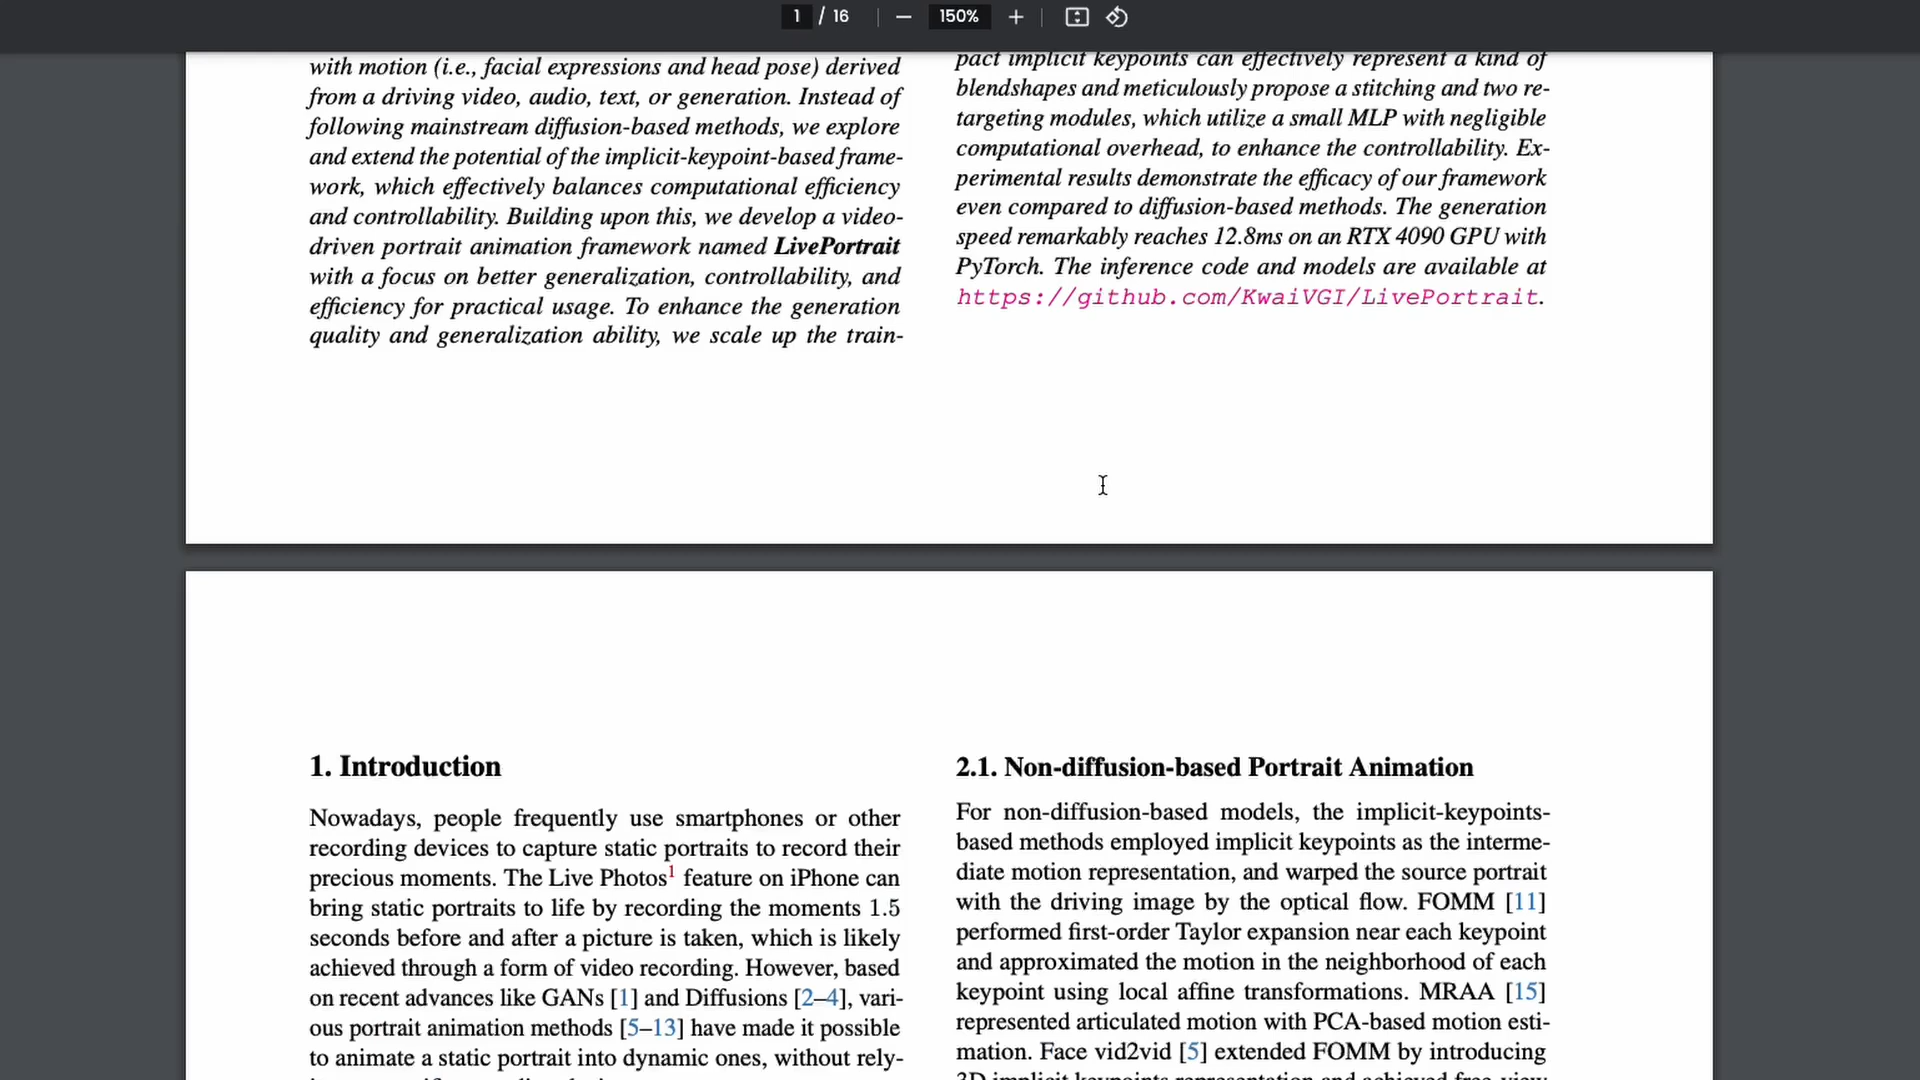 1 / 16
150%
with motion (i.e., facial expressions and head pose) derived
from a driving video, audio, text, or generation. Instead of
following mainstream diffusion-based methods, we explore
and extend the potential of the implicit-keypoint-based frame-
work, which effectively balances computational efficiency
and controllability. Building upon this, we develop a video-
driven portrait animation framework named LivePortrait
with a focus on better generalization, controllability, and
efficiency for practical usage. To enhance the generation
quality and generalization ability, we scale up the train-
pact implicit keypoints can effectively represent a kind of
blendshapes and meticulously propose a stitching and two re-
targeting modules, which utilize a small MLP with negligible
computational overhead, to enhance the controllability. Ex-
perimental results demonstrate the efficacy of our framework
even compared to diffusion-based methods. The generation
speed remarkably reaches 12.8ms on an RTX 4090 GPU with
PyTorch. The inference code and models are available at
https://github.com/KwaiVGI/LivePortrait.
1. Introduction
Nowadays, people frequently use smartphones or other
recording devices to capture static portraits to record their
precious moments. The Live Photos1 feature on iPhone can
bring static portraits to life by recording the moments 1.5
seconds before and after a picture is taken, which is likely
achieved through a form of video recording. However, based
on recent advances like GANs [1] and Diffusions [2–4], vari-
ous portrait animation methods [5–13] have made it possible
to animate a static portrait into dynamic ones, without rely-
2.1. Non-diffusion-based Portrait Animation
For non-diffusion-based models, the implicit-keypoints-
based methods employed implicit keypoints as the interme-
diate motion representation, and warped the source portrait
with the driving image by the optical flow. FOMM [11]
performed first-order Taylor expansion near each keypoint
and approximated the motion in the neighborhood of each
keypoint using local affine transformations. MRAA [15]
represented articulated motion with PCA-based motion esti-
mation. Face vid2vid [5] extended FOMM by introducing
3D implicit keypoints representation and achieved free-view